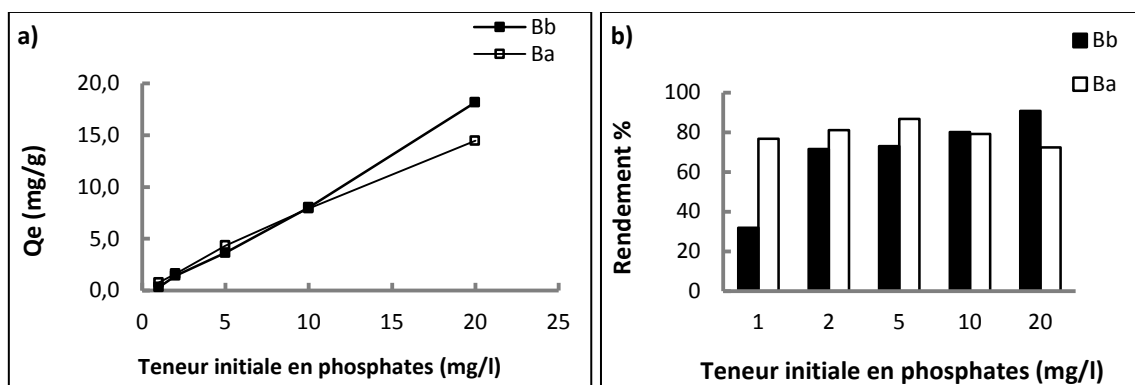 a)
Bb
Ba
20,0
15,0
10,0
5,0
0,0
Qe (mg/g)
0 5 10 15 20 25
Teneur initiale en phosphates (mg/l)
b)
Bb
Ba
100
80
60
40
20
0
Rendement %
1 2 5 10 20
Teneur initiale en phosphates (mg/l)